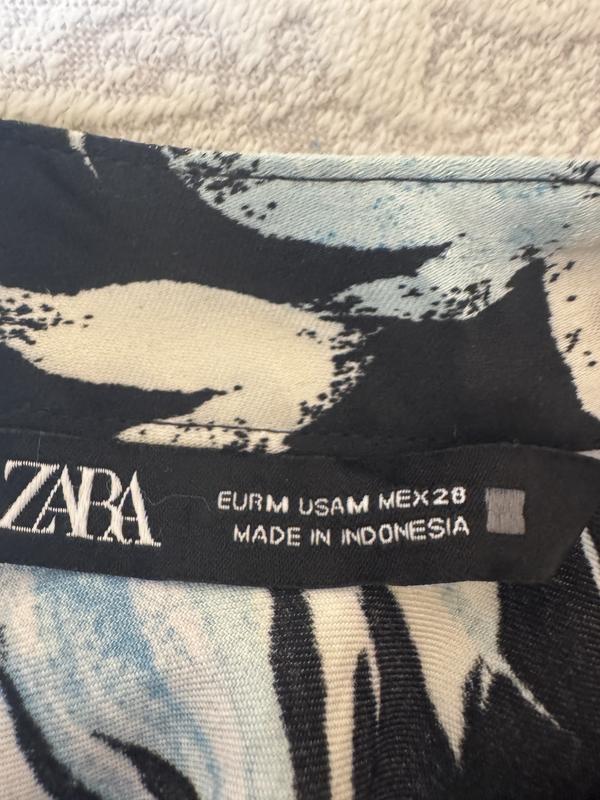 ZARA
EUR M USA M MEX 28
MADE IN INDONESIA